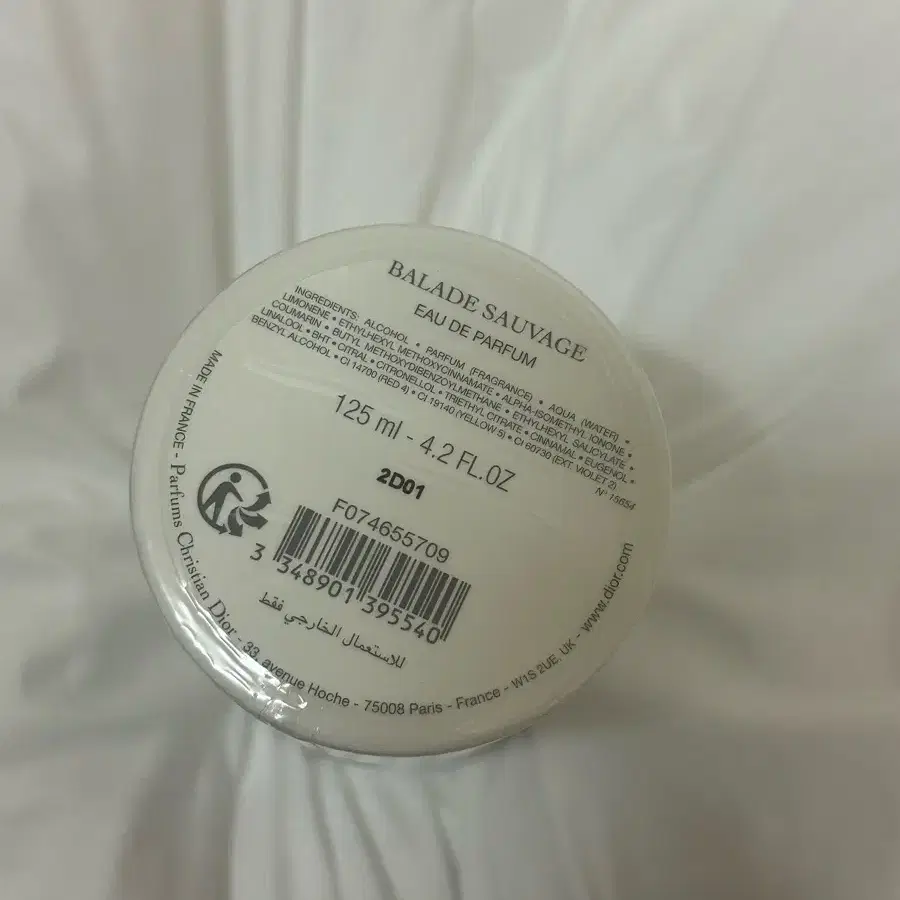 BALADE SAUVAGE
EAU DE PARFUM
INGREDIENTS: ALCOHOL • PARFUM (FRAGRANCE) • AQUA (WATER) •
LIMONENE • ETHYLHEXYL METHOXYCINNAMATE • ALPHA-ISOMETHYL IONONE •
COUMARIN • BUTYL METHOXYDIBENZOYLMETHANE • ETHYLHEXYL SALICYLATE •
LINALOOL • BHT • CITRAL • CITRONELLOL • TRIETHYL CITRATE • CINNAMAL • EUGENOL •
BENZYL ALCOHOL • CI 14700 (RED 4) • CI 19140 (YELLOW 5) • CI 60730 (EXT. VIOLET 2)
N° 15654
125 ml - 4.2 FL.OZ
2D01
F074655709
3 348901 395540
للاستعمال الخارجي فقط
MADE IN FRANCE - Parfums Christian Dior - 33, avenue Hoche - 75008 Paris - France - W1S 2UE. UK - www.dior.com